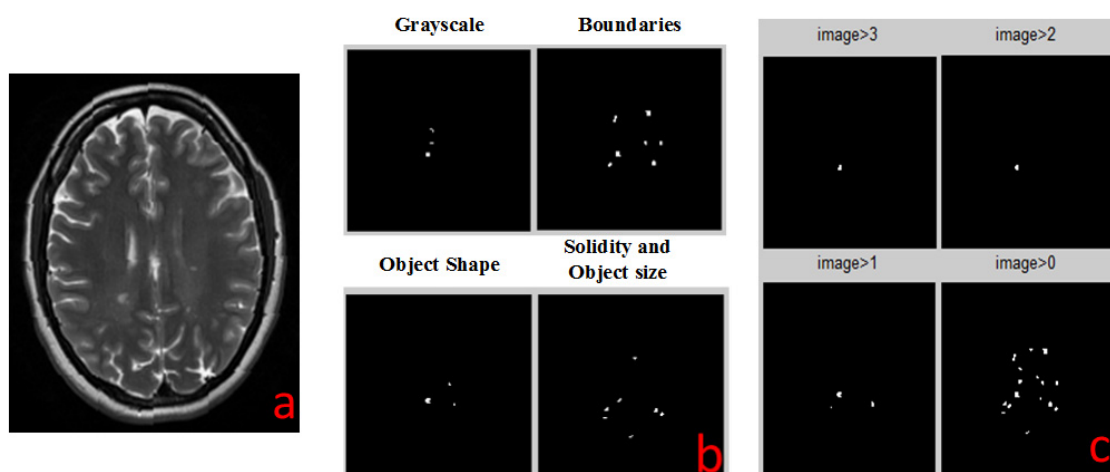 Grayscale
Boundaries
Object Shape
Solidity and
Object size
image>3
image>2
image>1
image>0
a
b
c